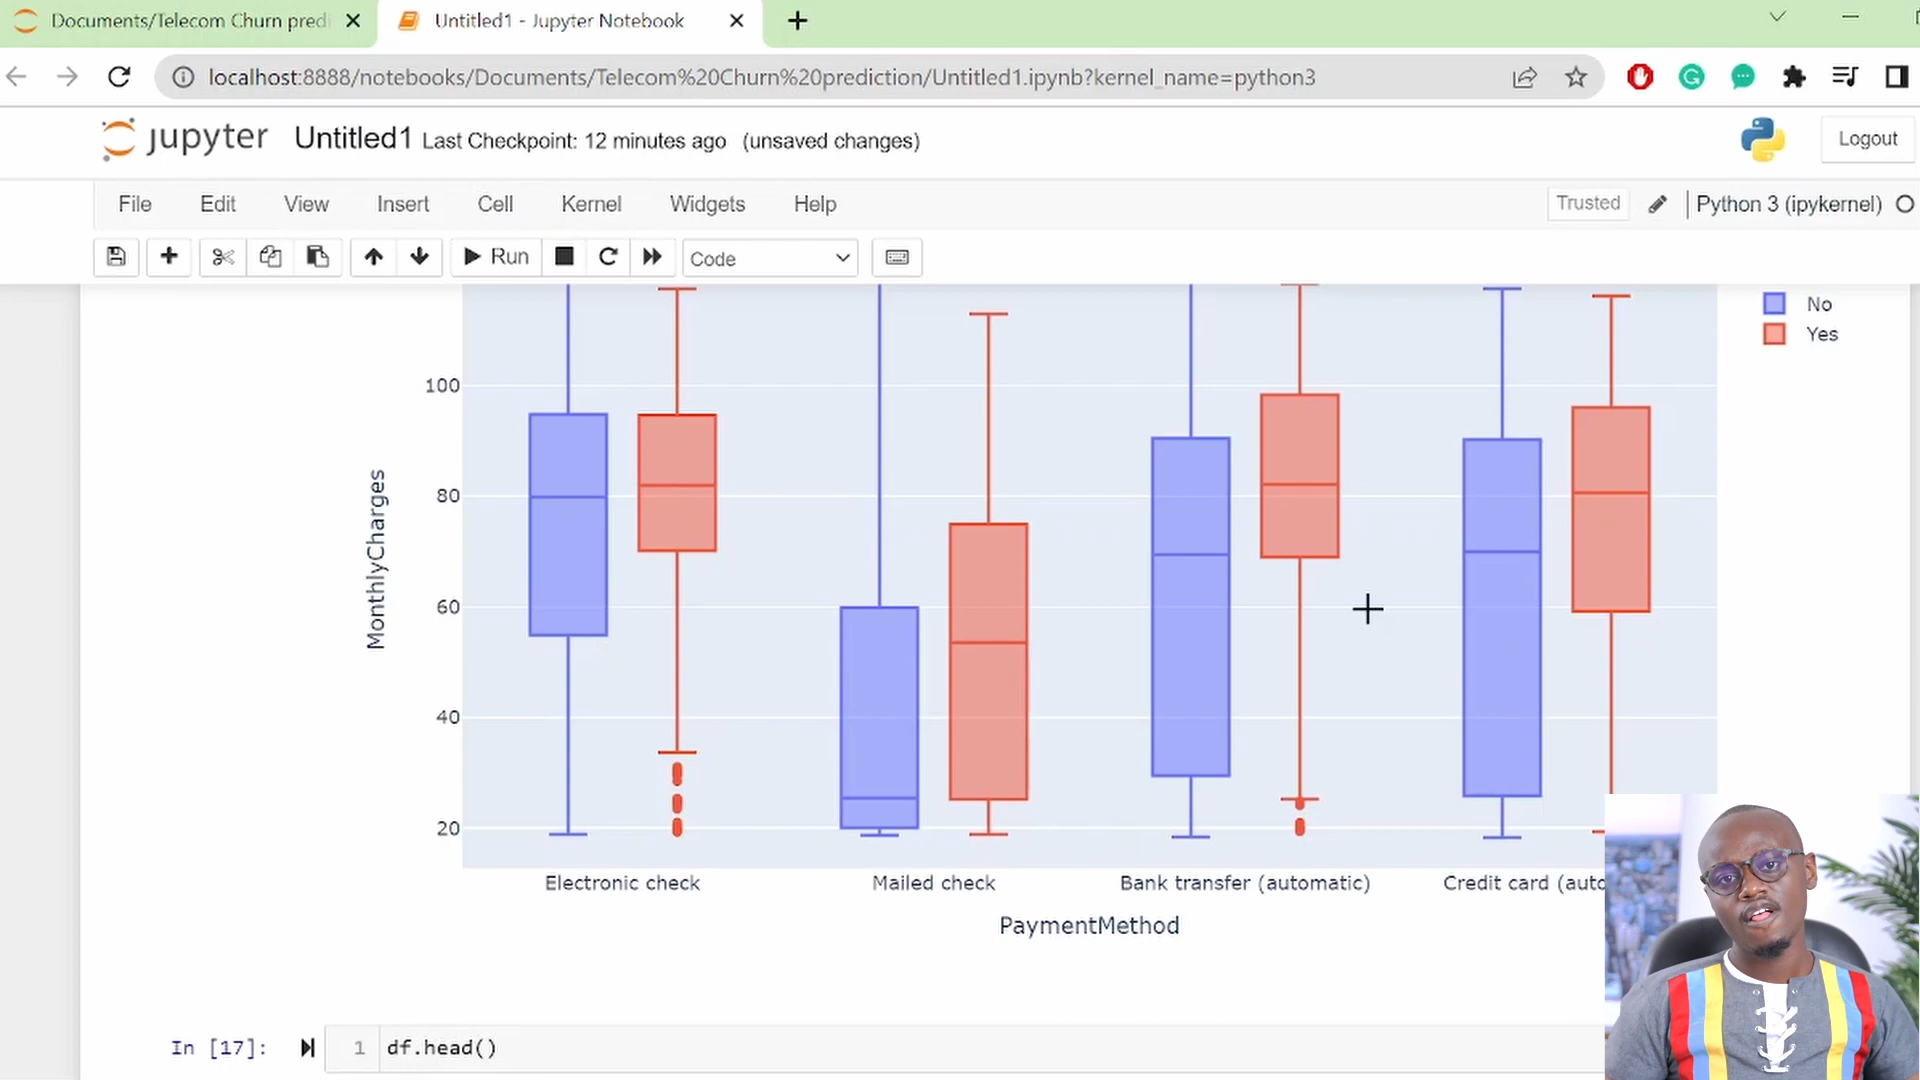 Documents/Telecom Churn pred
Untitled1 - Jupyter Notebook
localhost:8888/notebooks/Documents/Telecom%20Churn%20prediction/Untitled1.ipynb?kernel_name=python3
jupyter Untitled1 Last Checkpoint: 12 minutes ago (unsaved changes)
Logout
File Edit View Insert Cell Kernel Widgets Help
Trusted
Python 3 (ipykernel)
Run
Code
No
Yes
100
80
60
40
20
MonthlyCharges
Electronic check
Mailed check
Bank transfer (automatic)
Credit card (auto
PaymentMethod
In [17]:
1 df.head()